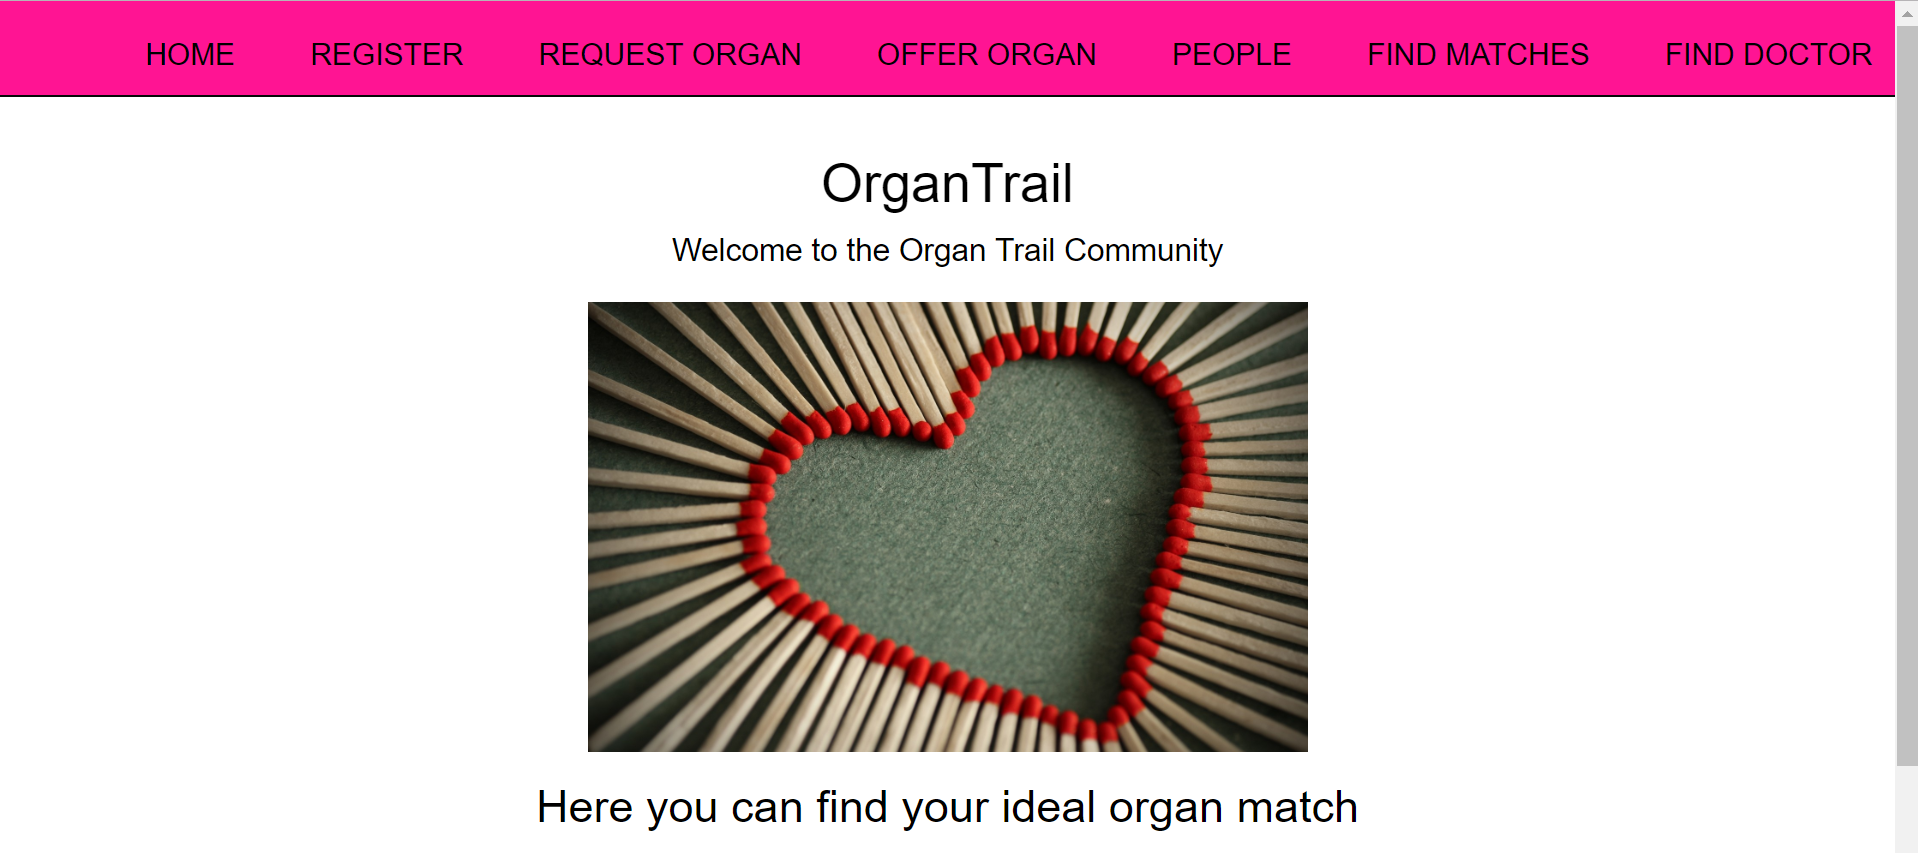 HOME REGISTER REQUEST ORGAN OFFER ORGAN PEOPLE FIND MATCHES FIND DOCTOR
OrganTrail
Welcome to the Organ Trail Community
Here you can find your ideal organ match